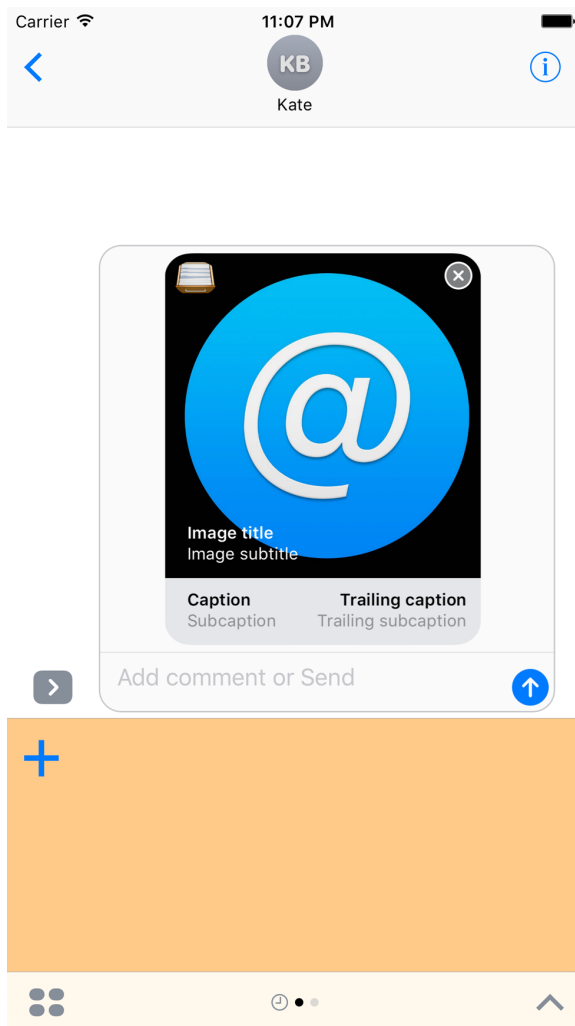 Carrier 11:07 PM
KB
Kate
@
Image title
Image subtitle
Caption Trailing caption
Subcaption Trailing subcaption
Add comment or Send